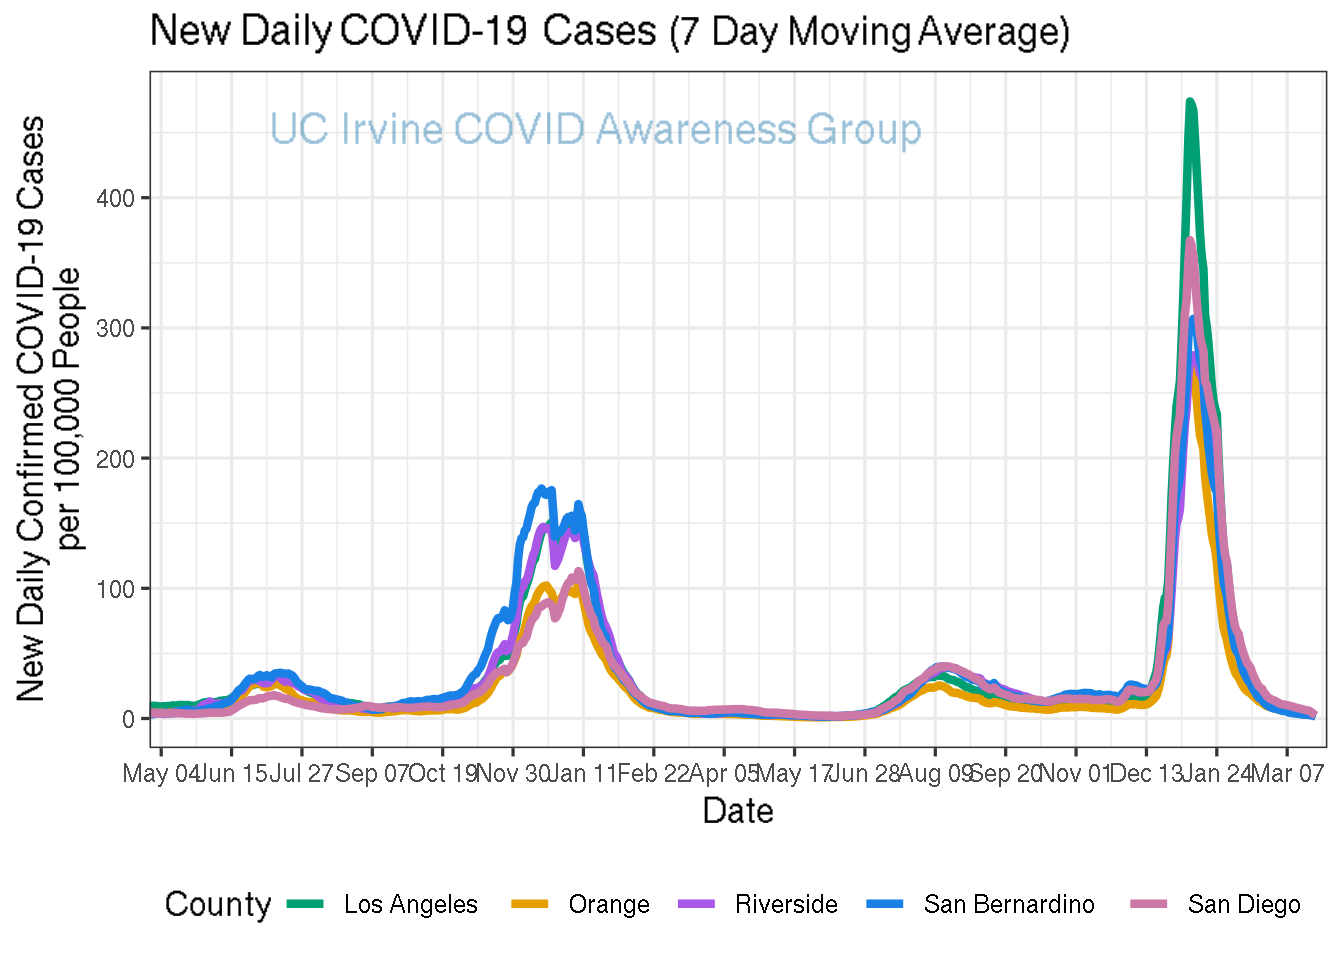 New Daily COVID-19 Cases (7 Day Moving Average)
UC Irvine COVID Awareness Group
New Daily Confirmed COVID-19 Cases
per 100,000 People
400
300
200
100
0
May 04 Jun 15 Jul 27 Sep 07 Oct 19 Nov 30 Jan 11 Feb 22 Apr 05 May 17 Jun 28 Aug 09 Sep 20 Nov 01 Dec 13 Jan 24 Mar 07
Date
County Los Angeles Orange Riverside San Bernardino San Diego